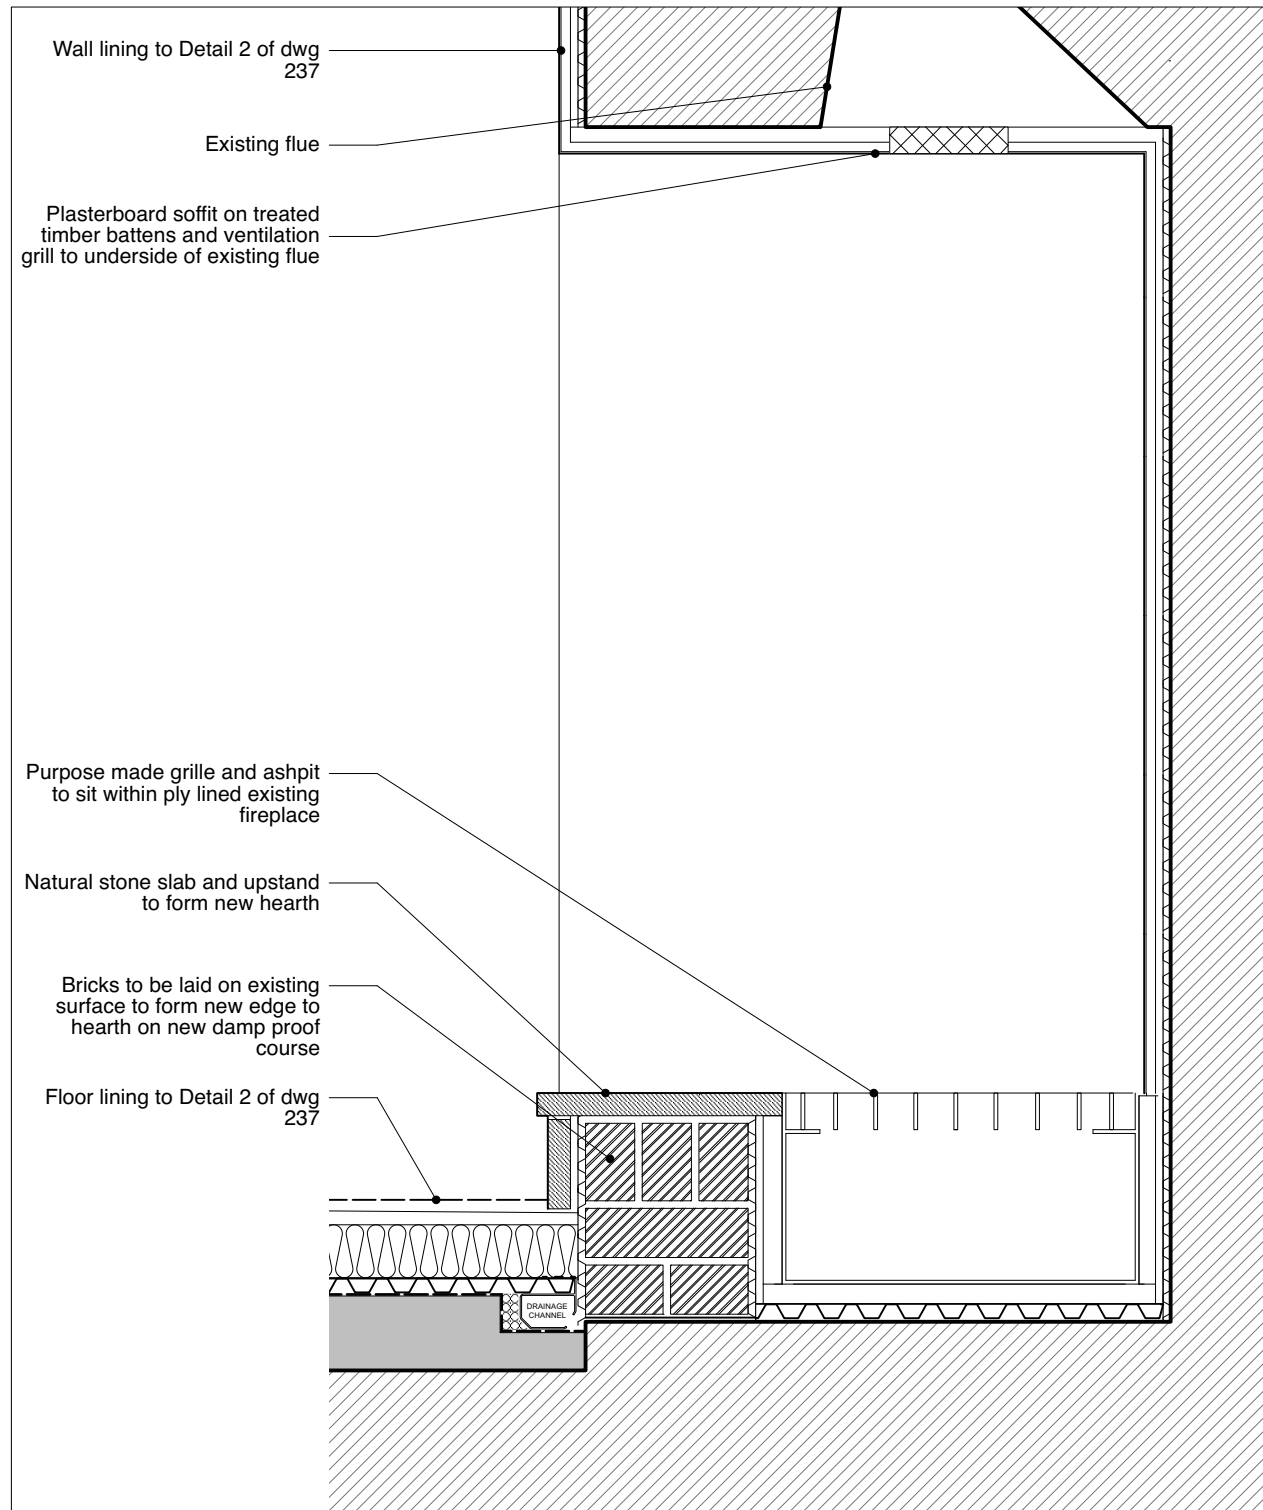 Wall lining to Detail 2 of dwg
237
Existing flue
Plasterboard soffit on treated
timber battens and ventilation
grill to underside of existing flue
Purpose made grille and ashpit
to sit within ply lined existing
fireplace
Natural stone slab and upstand
to form new hearth
Bricks to be laid on existing
surface to form new edge to
hearth on new damp proof
course
Floor lining to Detail 2 of dwg
237
DRAINAGE
CHANNEL